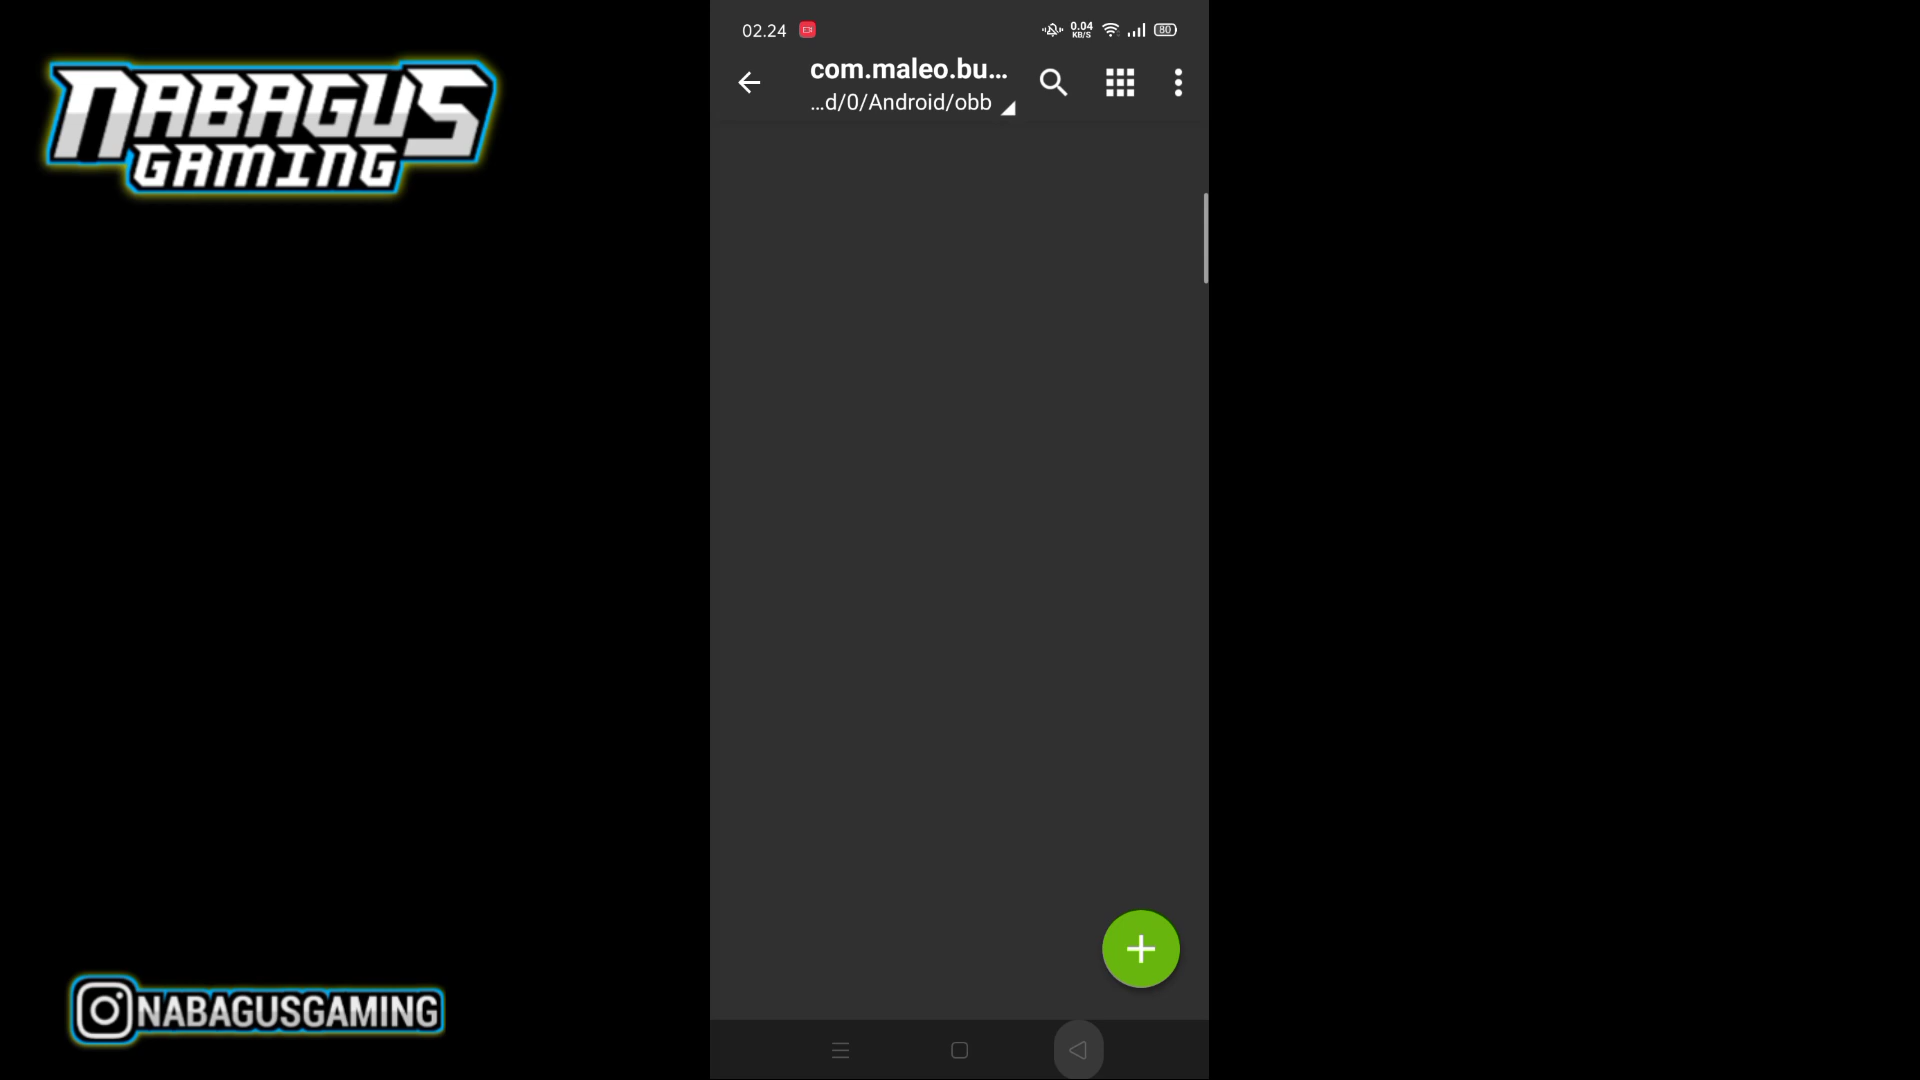 NABAGUS
GAMING
02.24
0.04
KB/S
80
com.maleo.bu...
...d/0/Android/obb
NABAGUSGAMING